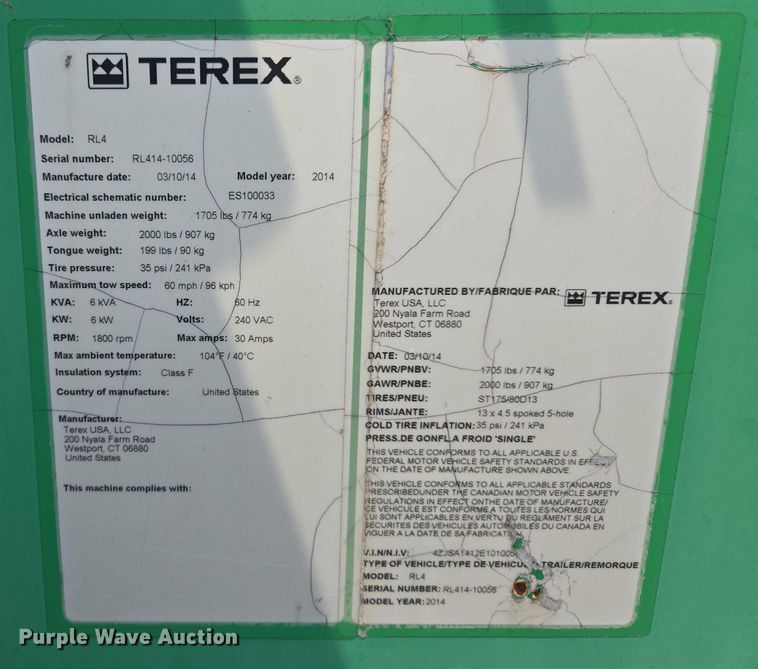 TEREX®
Model: RL4
Serial number: RL414-10056
Manufacture date: 03/10/14 Model year: 2014
Electrical schematic number: ES100033
Machine unladen weight: 1705 lbs / 774 kg
Axle weight: 2000 lbs / 907 kg
Tongue weight: 199 lbs / 90 kg
Tire pressure: 35 psi / 241 kPa
Maximum tow speed: 60 mph / 96 kph
KVA: 6 kVA HZ: 60 Hz
KW: 6 kW Volts: 240 VAC
RPM: 1800 rpm Max amps: 30 Amps
Max ambient temperature: 104°F / 40°C
Insulation system: Class F
Country of manufacture: United States
Manufacturer:
Terex USA, LLC
200 Nyala Farm Road
Westport, CT 06880
United States
This machine complies with:
MANUFACTURED BY/FABRIQUE PAR: TEREX®
Terex USA, LLC
200 Nyala Farm Road
Westport, CT 06880
United States
DATE: 03/10/14
GVWR/PNBV: 1705 lbs / 774 kg
GAWR/PNBE: 2000 lbs / 907 kg
TIRES/PNEU: ST175/80D13
RIMS/JANTE: 13 x 4.5 spoked 5-hole
COLD TIRE INFLATION: 35 psi / 241 kPa
PRESS.DE GONFLA FROID 'SINGLE'
THIS VEHICLE CONFORMS TO ALL APPLICABLE U.S.
FEDERAL MOTOR VEHICLE SAFETY STANDARDS IN
ON THE DATE OF MANUFACTURE SHOWN ABOVE.
THIS VEHICLE CONFORMS TO ALL APPLICABLE STANDARDS
PRESCRIBEDUNDER THE CANADIAN MOTOR VEHICLE SAFETY
REGULATIONS IN EFFECT ONTHE DATE OF MANUFACTURE/
CE VEHICULE EST CONFORME A TOUTES LES NORMES QUI
LUI SONT APPLICABLES EN VERTU DU REGLEMENT SUR LA
SECURITES DES VEHICULES AUTOMOBILES DU CANADA EN
VIGUER A LA DATE DE SA FABRICATION
V.I.N/N.I.V:
TYPE OF VEHICLE/TYPE DE VEHICULE: TRAILER/REMORQUE
MODEL: RL4
SERIAL NUMBER: RL414-10056
MODEL YEAR: 2014
Purple Wave Auction